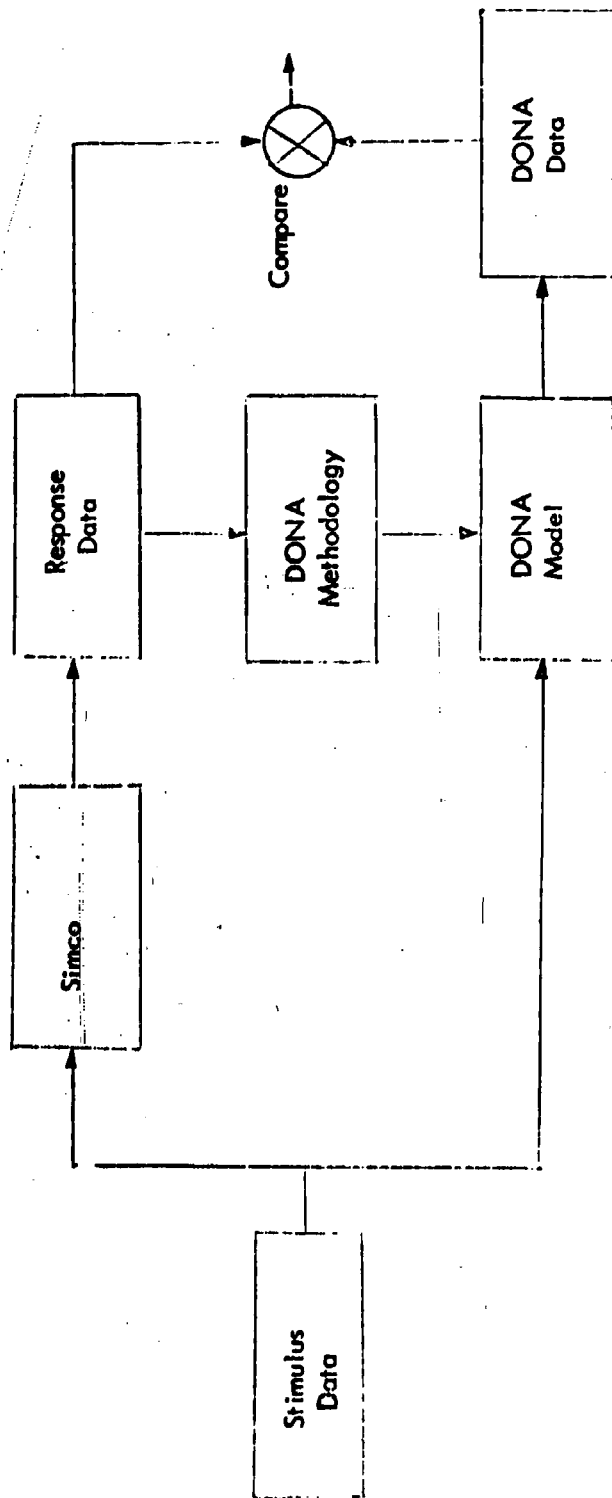 Stimulus
Data
Simco
Response
Data
DONA
Methodology
DONA
Model
Compare
DONA
Data